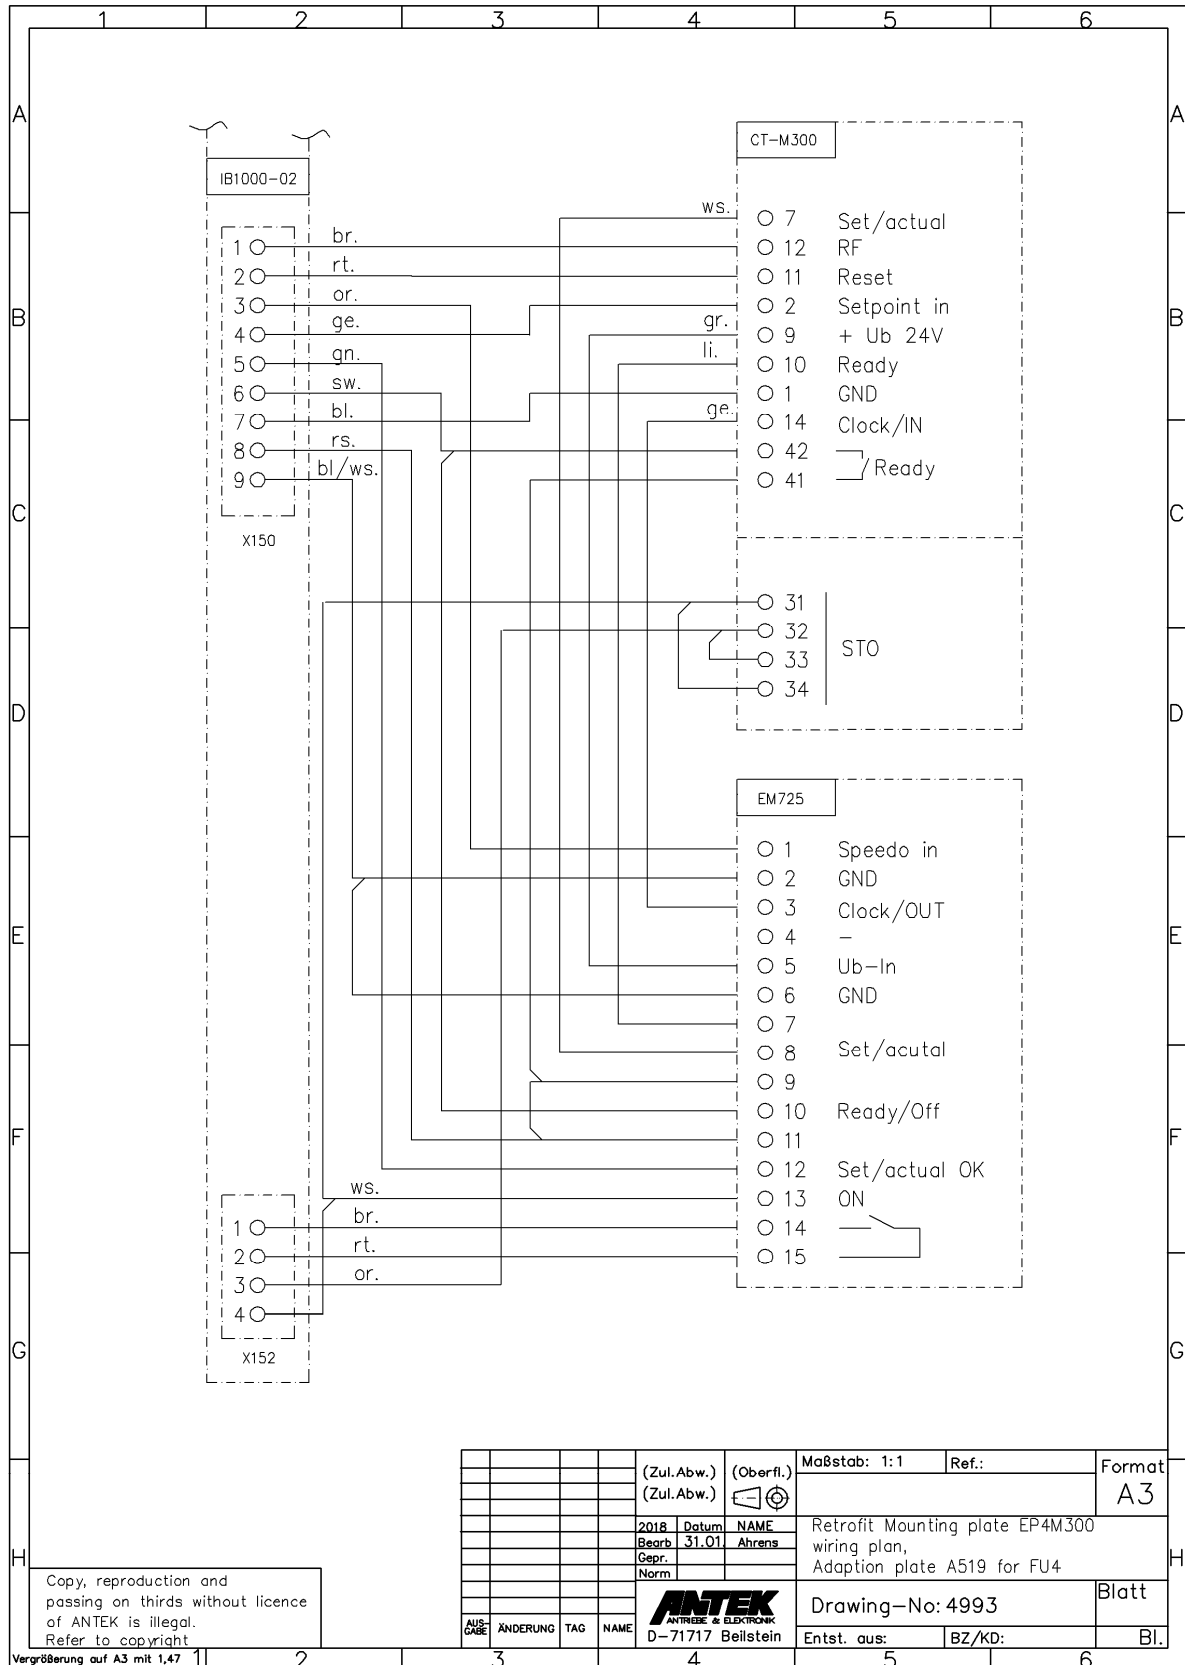 1 2 3 4 5 6
A A
CT-M300
IB1000-02
ws. 7 Set/actual
1 br. 12 RF
2 rt. 11 Reset
3 or. 2 Setpoint in
B B
4 ge. gr. 9 + Ub 24V
5 gn. li. 10 Ready
6 sw. 1 GND
7 bl. ge. 14 Clock/IN
8 rs. 42
Ready
9 bl/ws. 41
C C
X150
31
32
STO
33
34
D D
EM725
1 Speedo in
2 GND
3 Clock/OUT
E E
4 -
5 Ub-In
6 GND
7
8 Set/acutal
9
10 Ready/Off
F F
11
12 Set/actual OK
ws. 13 ON
1 br. 14
2 rt. 15
3 or.
4
G G
X152
(Zul.Abw.) (Oberfl.) Maßstab: 1:1 Ref.: Format
(Zul.Abw.) A3
2018 Datum NAME
Bearb 31.01. Ahrens
Gepr.
Norm
Retrofit Mounting plate EP4M300
wiring plan,
Adaption plate A519 for FU4
H H
Copy, reproduction and
passing on thirds without licence
of ANTEK is illegal.
Refer to copyright
AUS-
GABE ÄNDERUNG TAG NAME
ANTEK
ANTRIEBE & ELEKTRONIK
D-71717 Beilstein
Drawing-No: 4993 Blatt
Entst. aus: BZ/KD: Bl.
Vergrößerung auf A3 mit 1,47
1 2 3 4 5 6